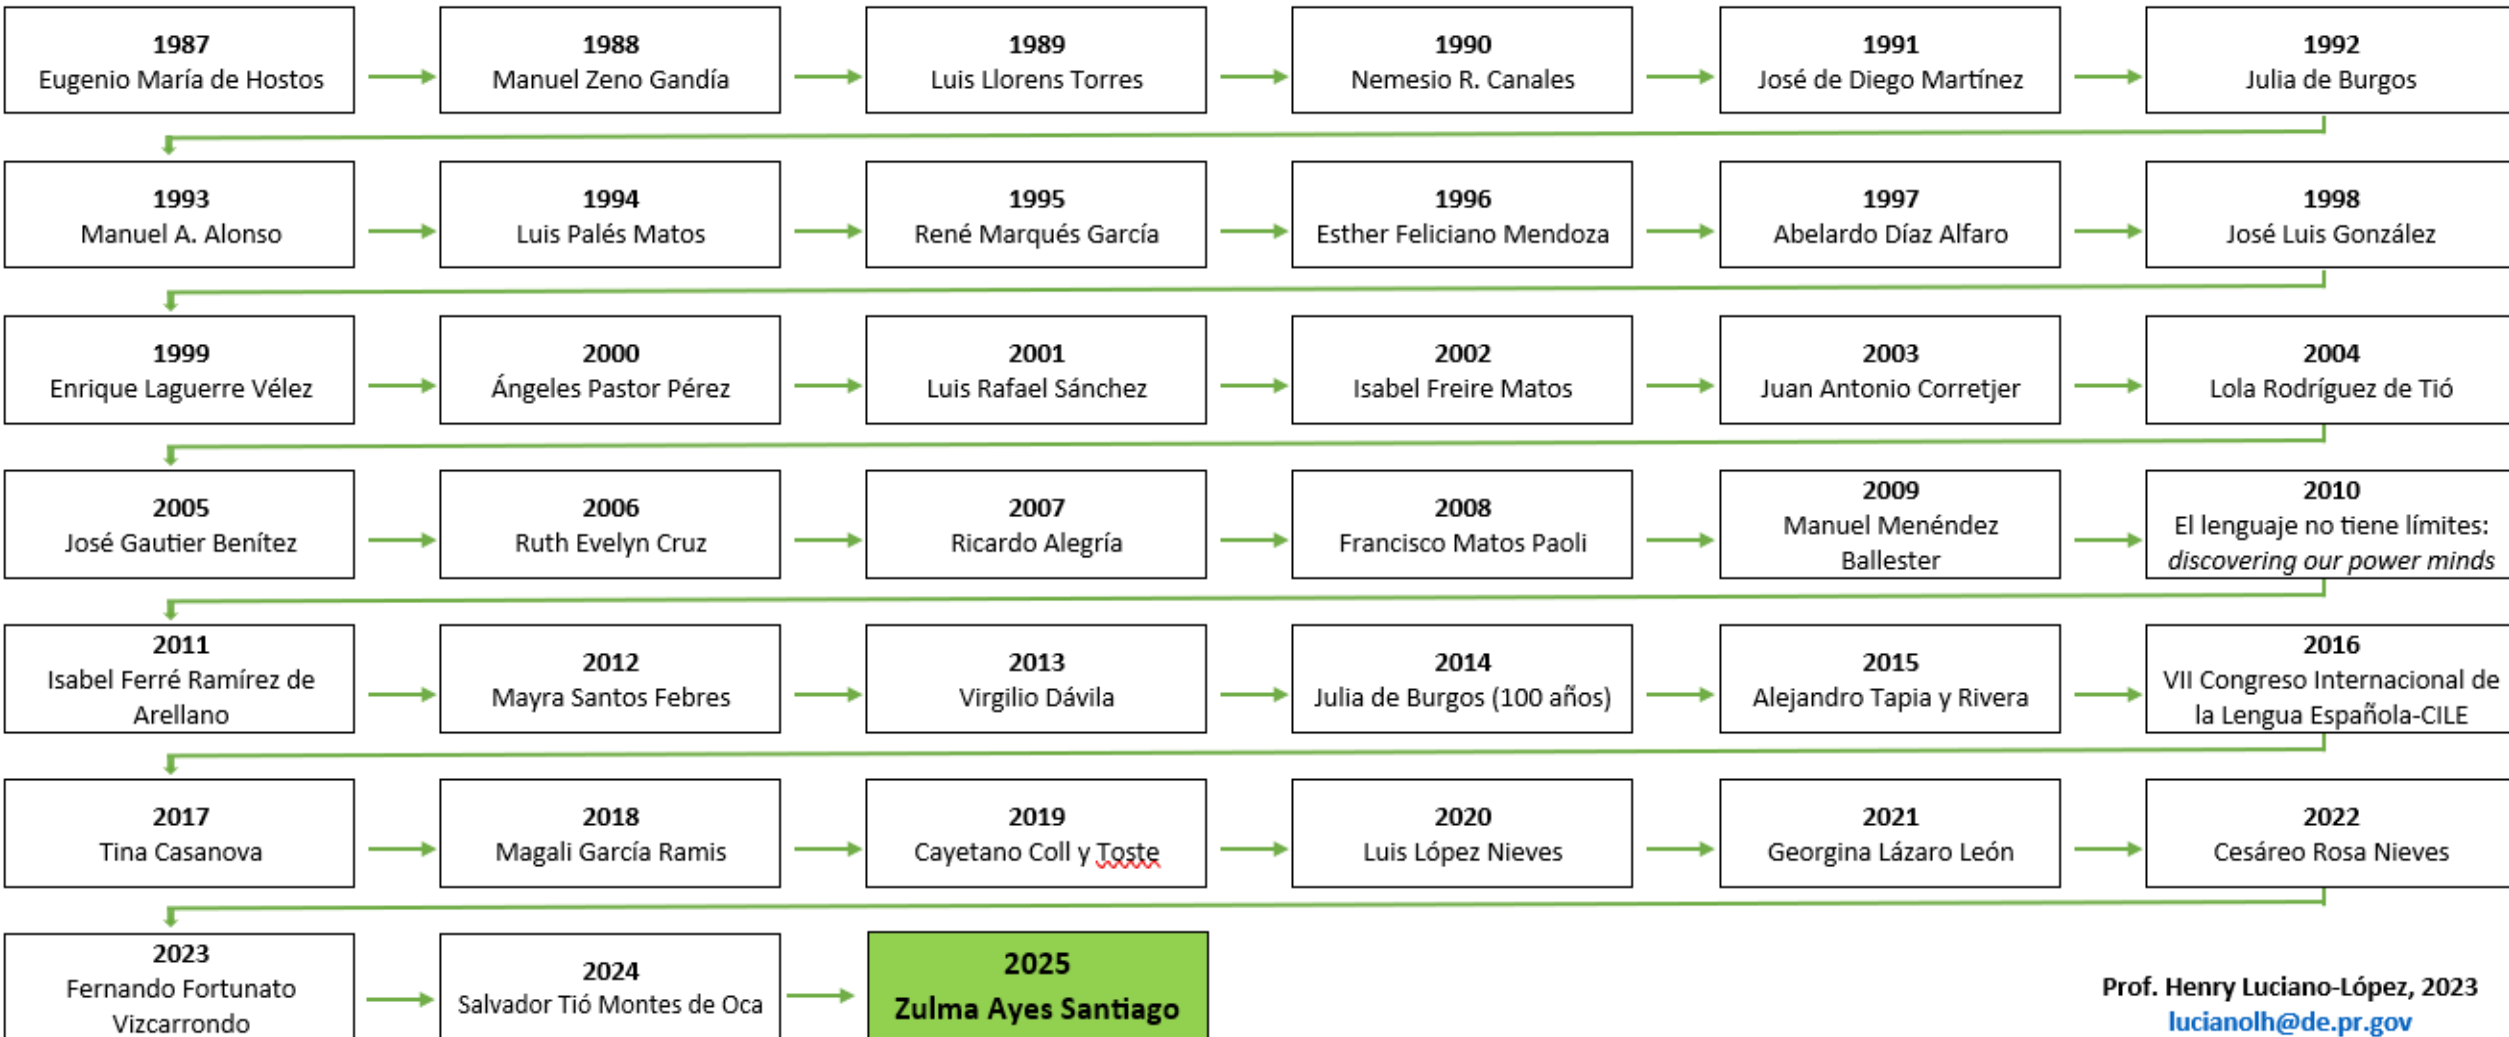 1987
Eugenio María de Hostos
1988
Manuel Zeno Gandía
1989
Luis Llorens Torres
1990
Nemesio R. Canales
1991
José de Diego Martínez
1992
Julia de Burgos
1993
Manuel A. Alonso
1994
Luis Palés Matos
1995
René Marqués García
1996
Esther Feliciano Mendoza
1997
Abelardo Díaz Alfaro
1998
José Luis González
1999
Enrique Laguerre Vélez
2000
Ángeles Pastor Pérez
2001
Luis Rafael Sánchez
2002
Isabel Freire Matos
2003
Juan Antonio Corretjer
2004
Lola Rodríguez de Tió
2005
José Gautier Benítez
2006
Ruth Evelyn Cruz
2007
Ricardo Alegría
2008
Francisco Matos Paoli
2009
Manuel Menéndez
Ballester
2010
El lenguaje no tiene límites:
discovering our power minds
2011
Isabel Ferré Ramírez de
Arellano
2012
Mayra Santos Febres
2013
Virgilio Dávila
2014
Julia de Burgos (100 años)
2015
Alejandro Tapia y Rivera
2016
VII Congreso Internacional de
la Lengua Española-CILE
2017
Tina Casanova
2018
Magali García Ramis
2019
Cayetano Coll y Toste
2020
Luis López Nieves
2021
Georgina Lázaro León
2022
Cesáreo Rosa Nieves
2023
Fernando Fortunato
Vizcarrondo
2024
Salvador Tió Montes de Oca
2025
Zulma Ayes Santiago
Prof. Henry Luciano-López, 2023
lucianolh@de.pr.gov